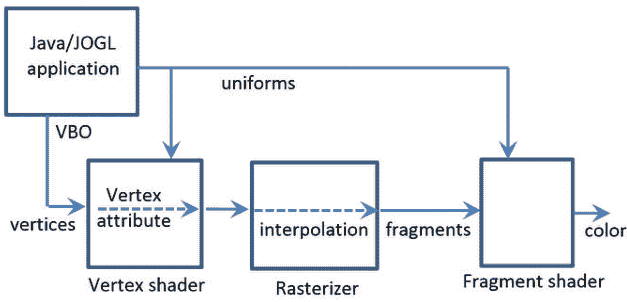 Java/JOGL
application
uniforms
VBO
Vertex
attribute
vertices
interpolation
fragments
color
Vertex shader
Rasterizer
Fragment shader